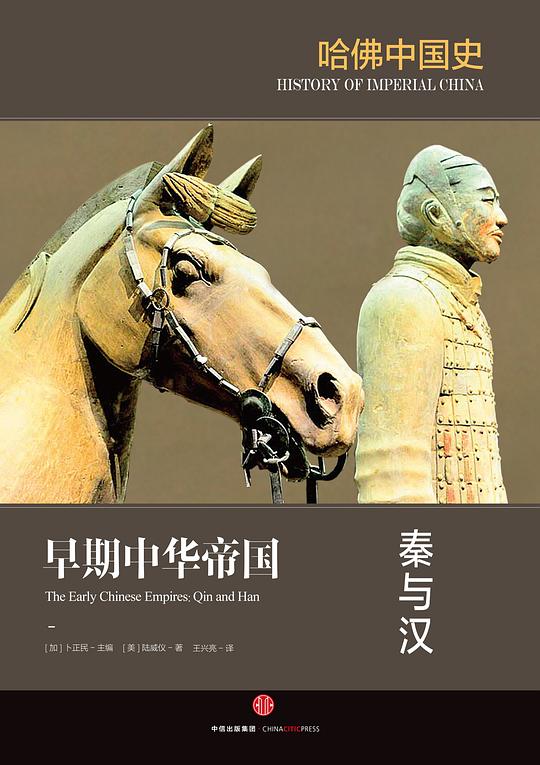 哈佛中国史
HISTORY OF IMPERIAL CHINA
早期中华帝国
The Early Chinese Empires: Qin and Han
秦与汉
[加] 卜正民 – 主编 [美] 陆威仪 – 著 王兴亮 – 译
中信出版集团 · CHINACITICPRESS